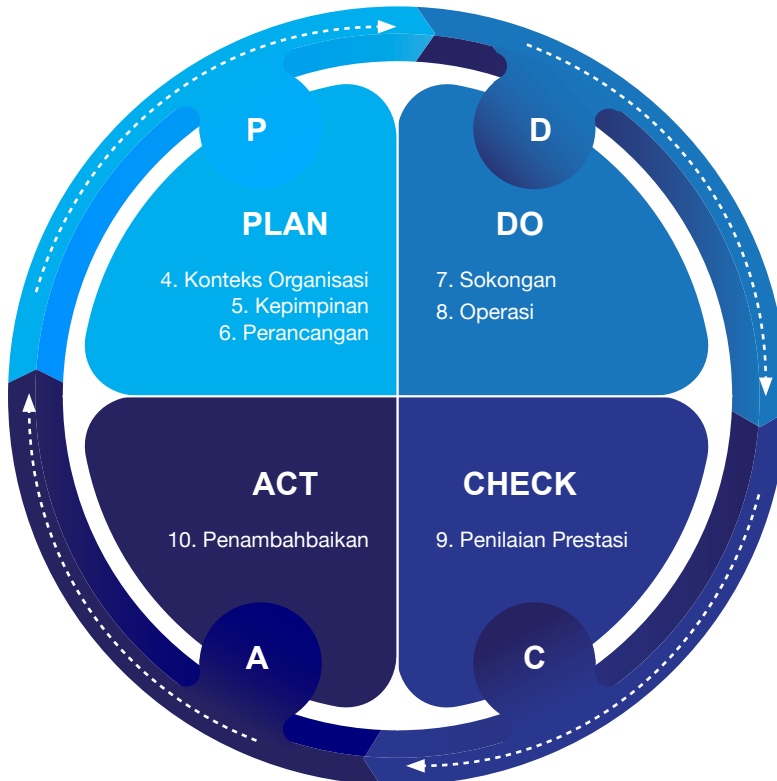 P
PLAN
4. Konteks Organisasi
5. Kepimpinan
6. Perancangan
D
DO
7. Sokongan
8. Operasi
ACT
10. Penambahbaikan
A
CHECK
9. Penilaian Prestasi
C